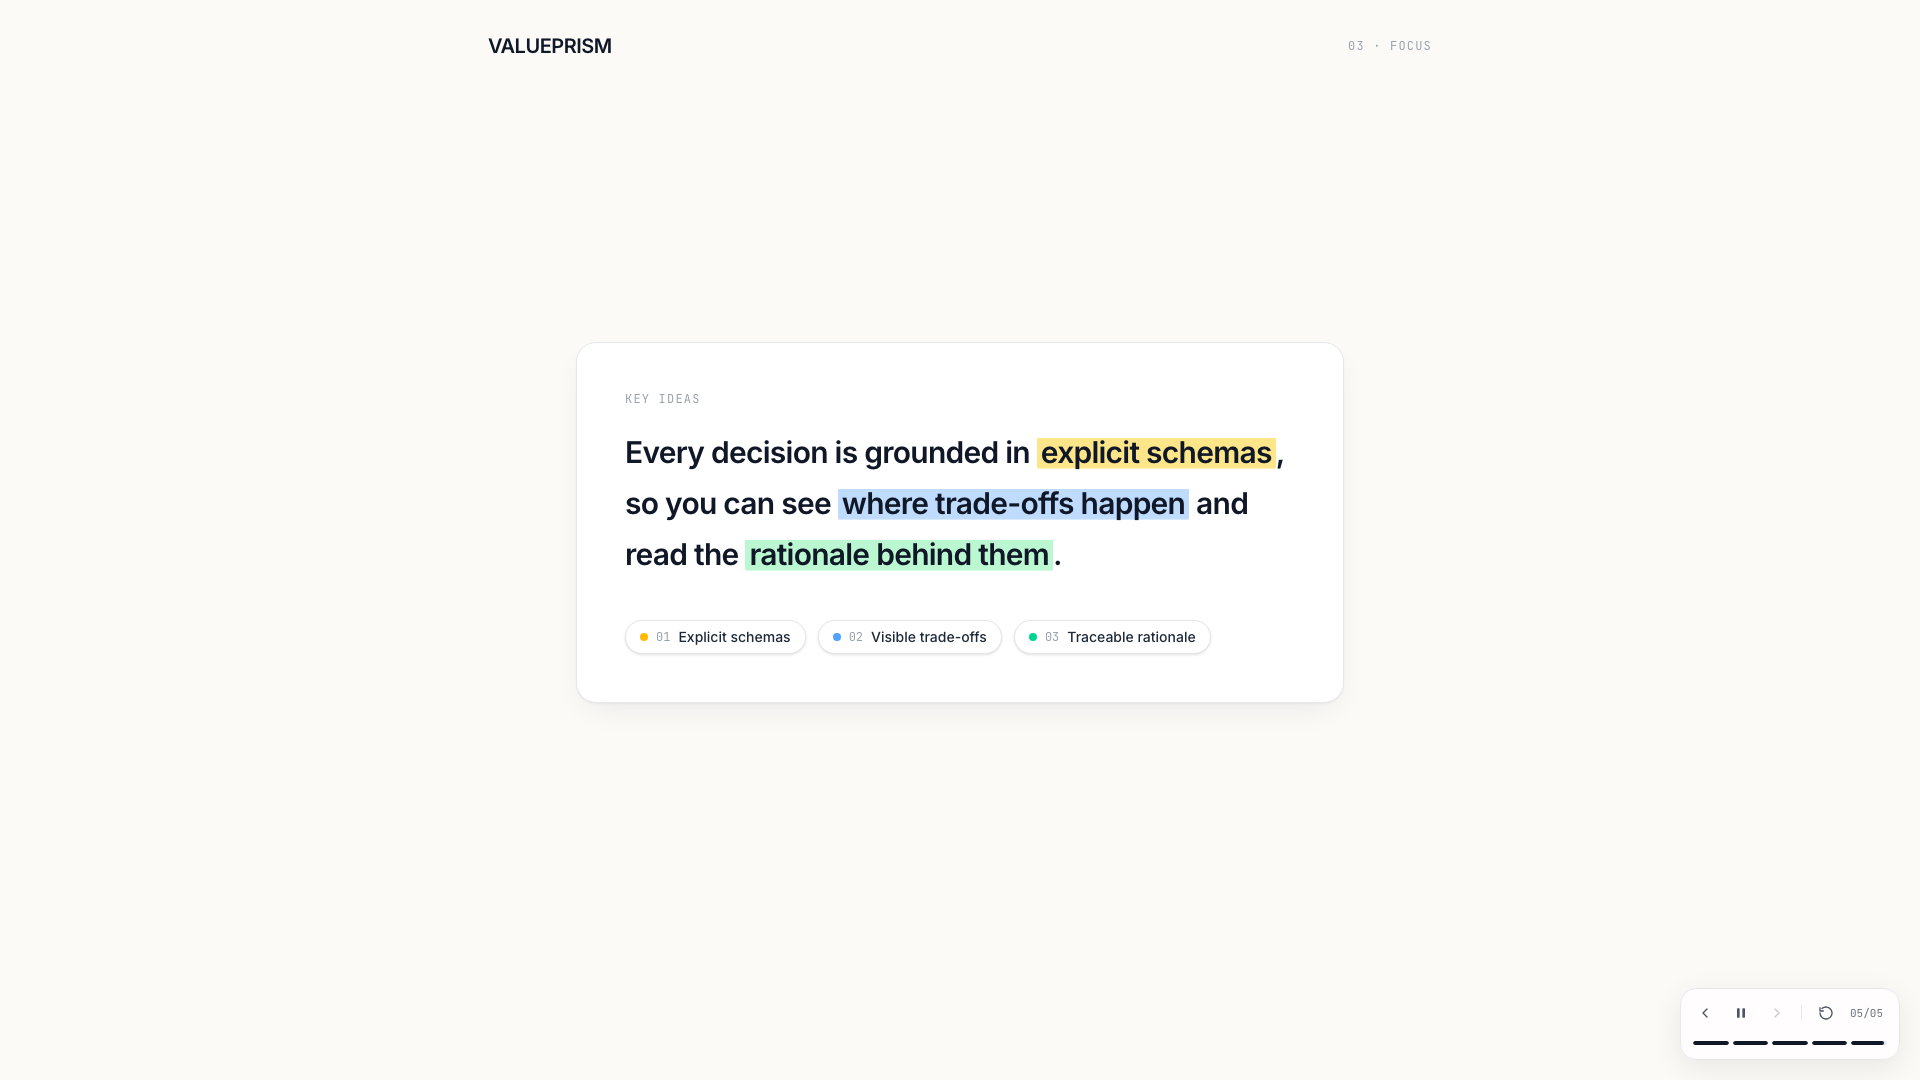 VALUEPRISM
03 · FOCUS
KEY IDEAS
Every decision is grounded in explicit schemas,
so you can see where trade-offs happen and
read the rationale behind them.
01 Explicit schemas
02 Visible trade-offs
03 Traceable rationale
05/05